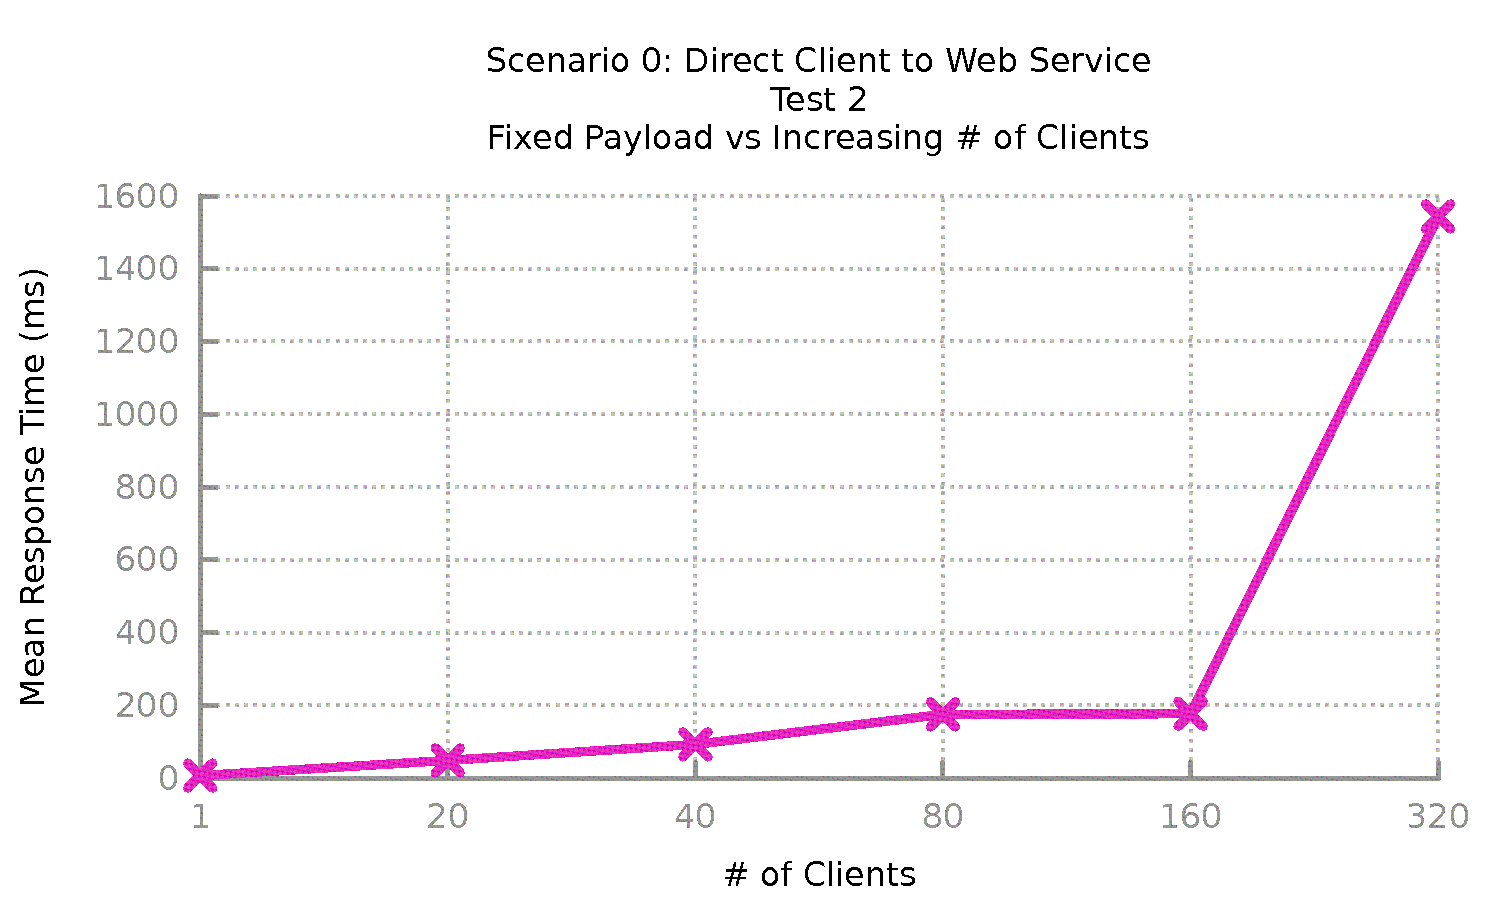 Scenario 0: Direct Client to Web Service
Test 2
Fixed Payload vs Increasing # of Clients
1600
1400
1200
1000
800
600
400
200
0
Mean Response Time (ms)
1 20 40 80 160 320
# of Clients